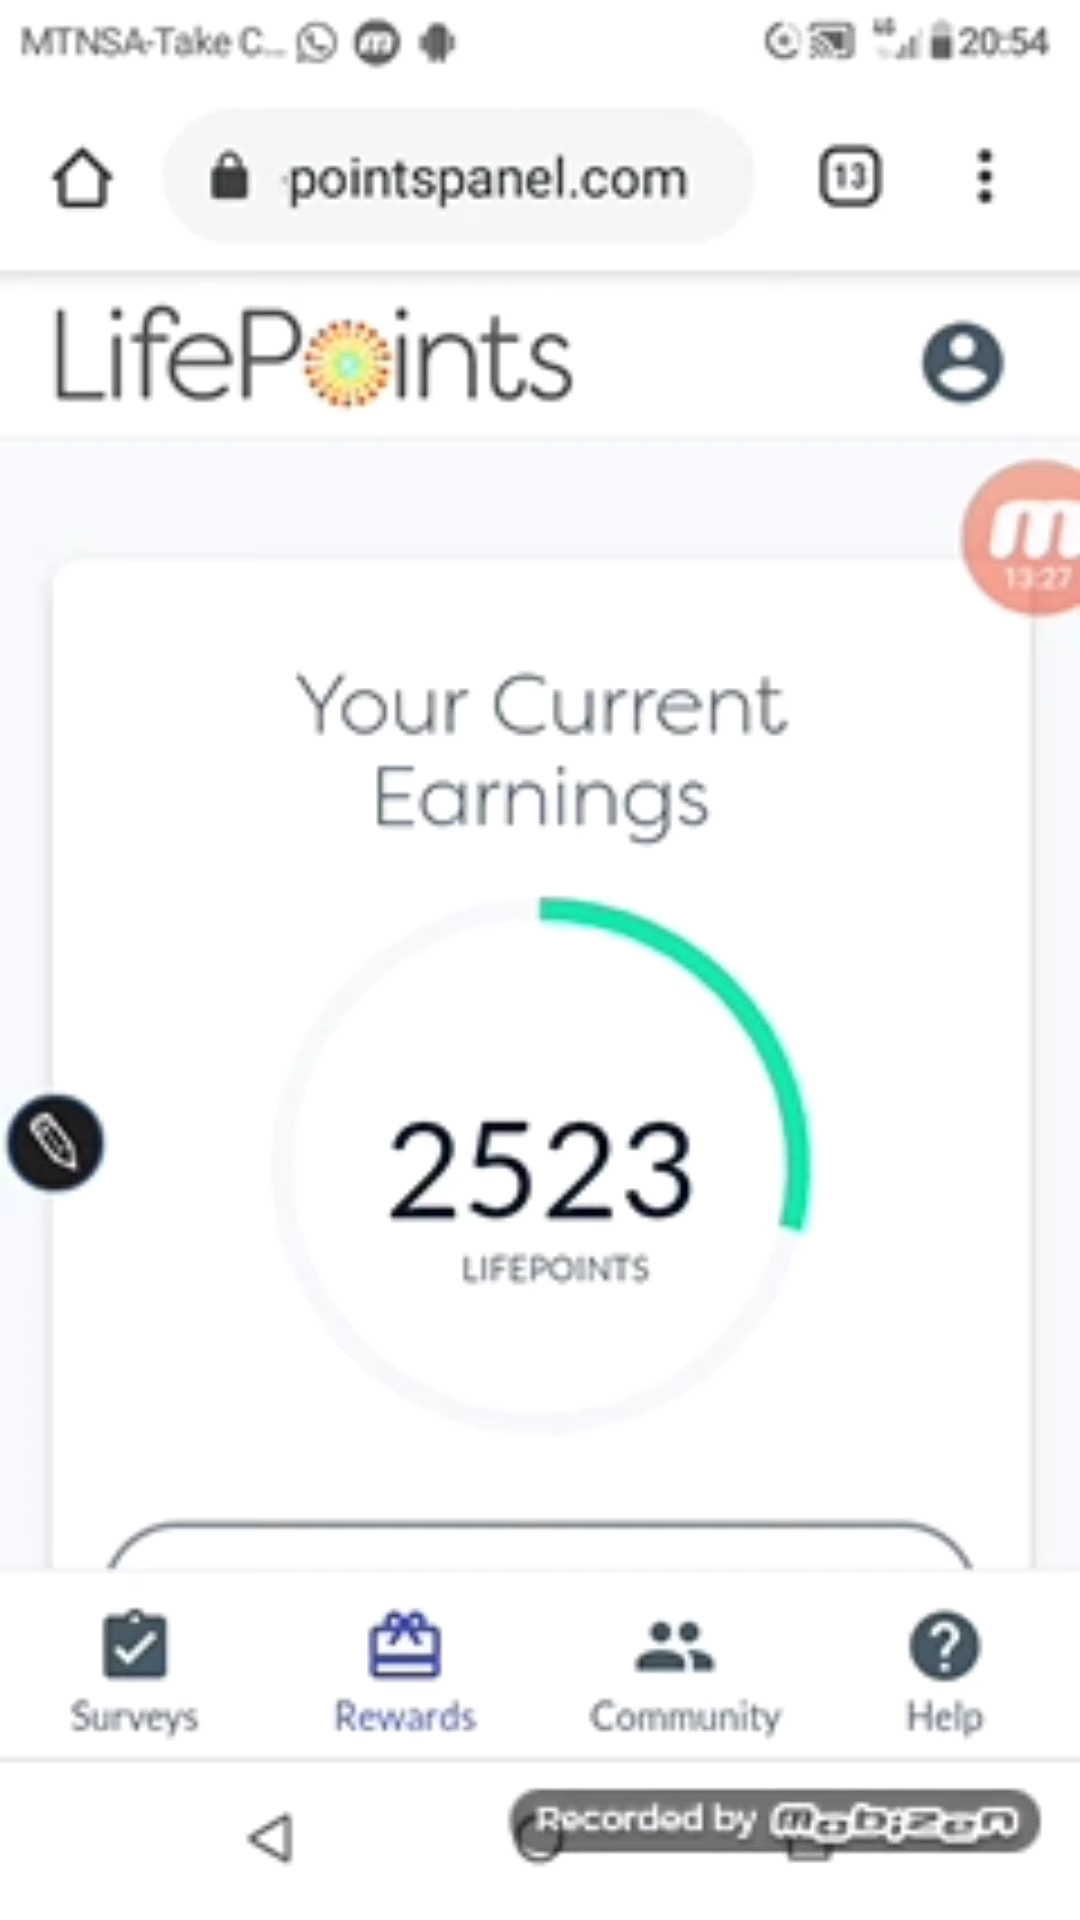 MTNSA-Take C...
20:54
pointspanel.com
13
LifePoints
m
13:27
Your Current
Earnings
2523
LIFEPOINTS
Surveys
Rewards
Community
Help
Recorded by Mobizen